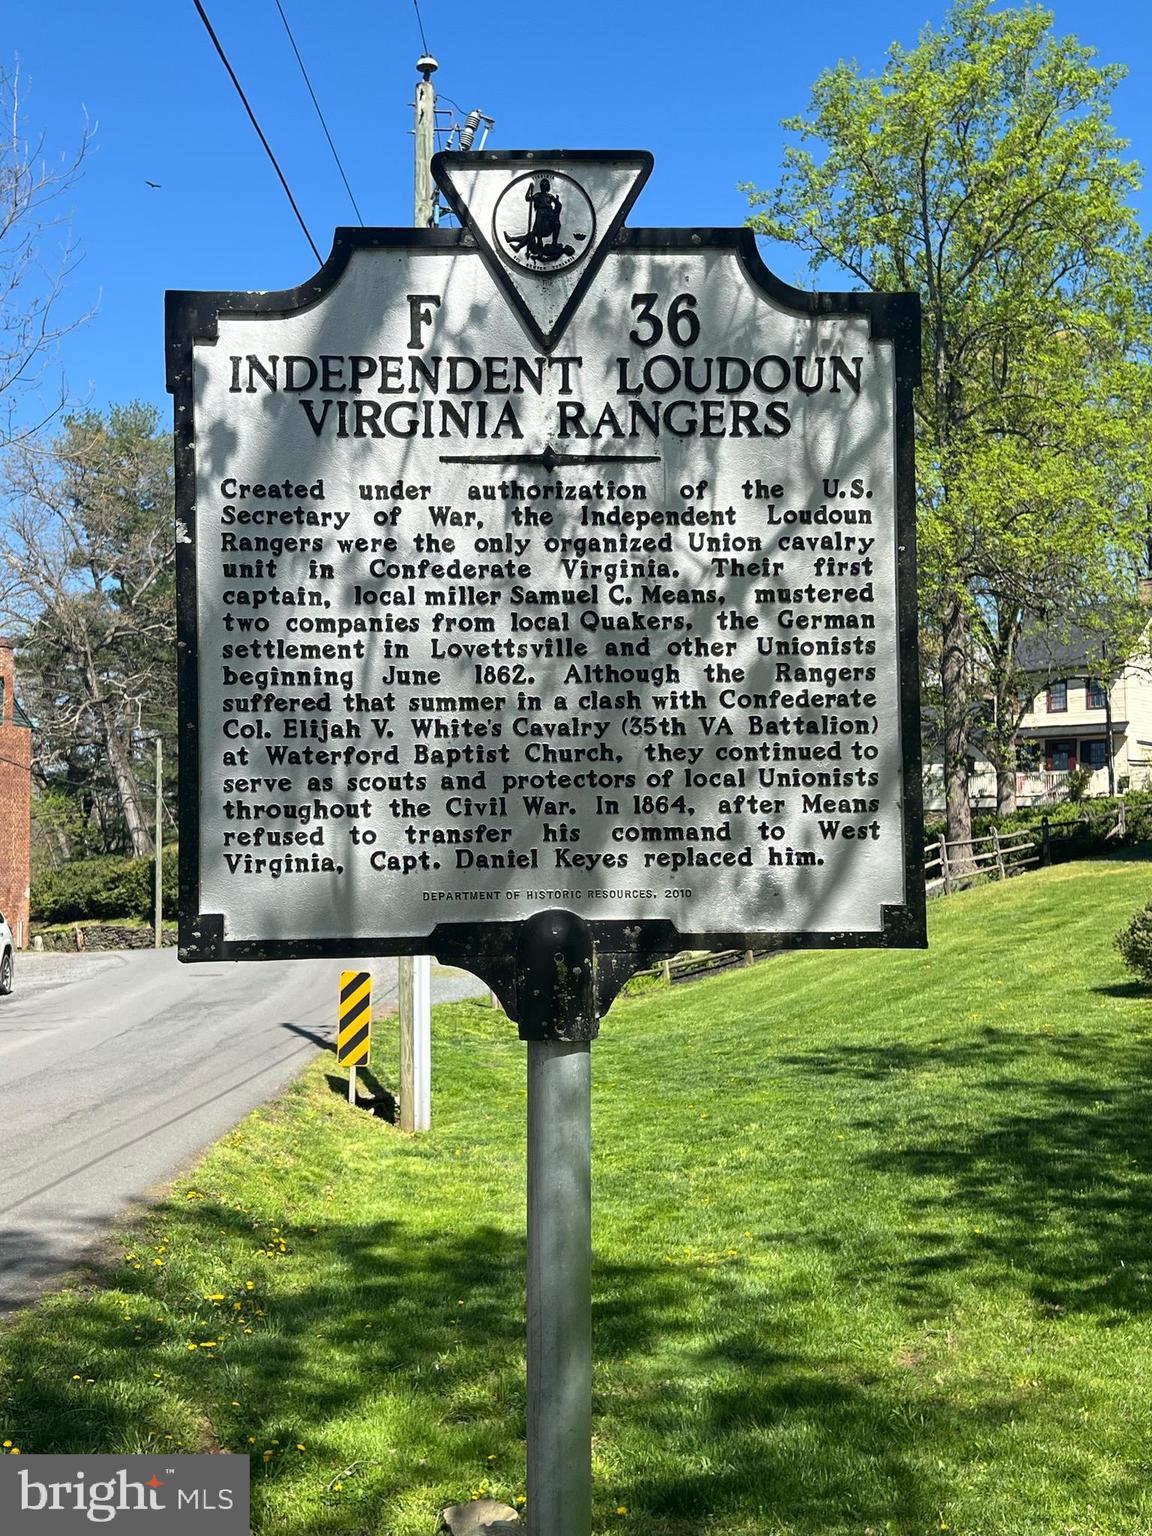 F 36
INDEPENDENT LOUDOUN
VIRGINIA RANGERS
Created under authorization of the U.S.
Secretary of War, the Independent Loudoun
Rangers were the only organized Union cavalry
unit in Confederate Virginia. Their first
captain, local miller Samuel C. Means, mustered
two companies from local Quakers, the German
settlement in Lovettsville and other Unionists
beginning June 1862. Although the Rangers
suffered that summer in a clash with Confederate
Col. Elijah V. White's Cavalry (35th VA Battalion)
at Waterford Baptist Church, they continued to
serve as scouts and protectors of local Unionists
throughout the Civil War. In 1864, after Means
refused to transfer his command to West
Virginia, Capt. Daniel Keyes replaced him.
DEPARTMENT OF HISTORIC RESOURCES, 2010
bright™ MLS